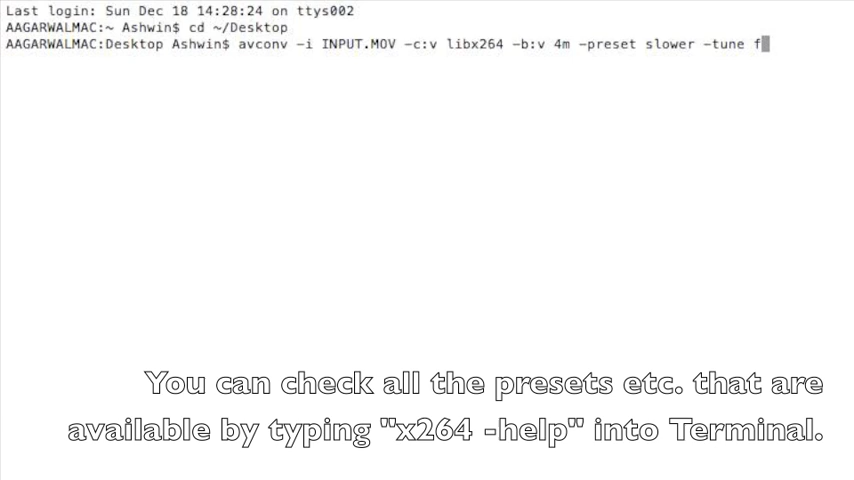 Last login: Sun Dec 18 14:28:24 on ttys002
AAGARWALMAC:~ Ashwin$ cd ~/Desktop
AAGARWALMAC:Desktop Ashwin$ avconv -i INPUT.MOV -c:v libx264 -b:v 4m -preset slower -tune f
You can check all the presets etc. that are
available by typing "x264 -help" into Terminal.